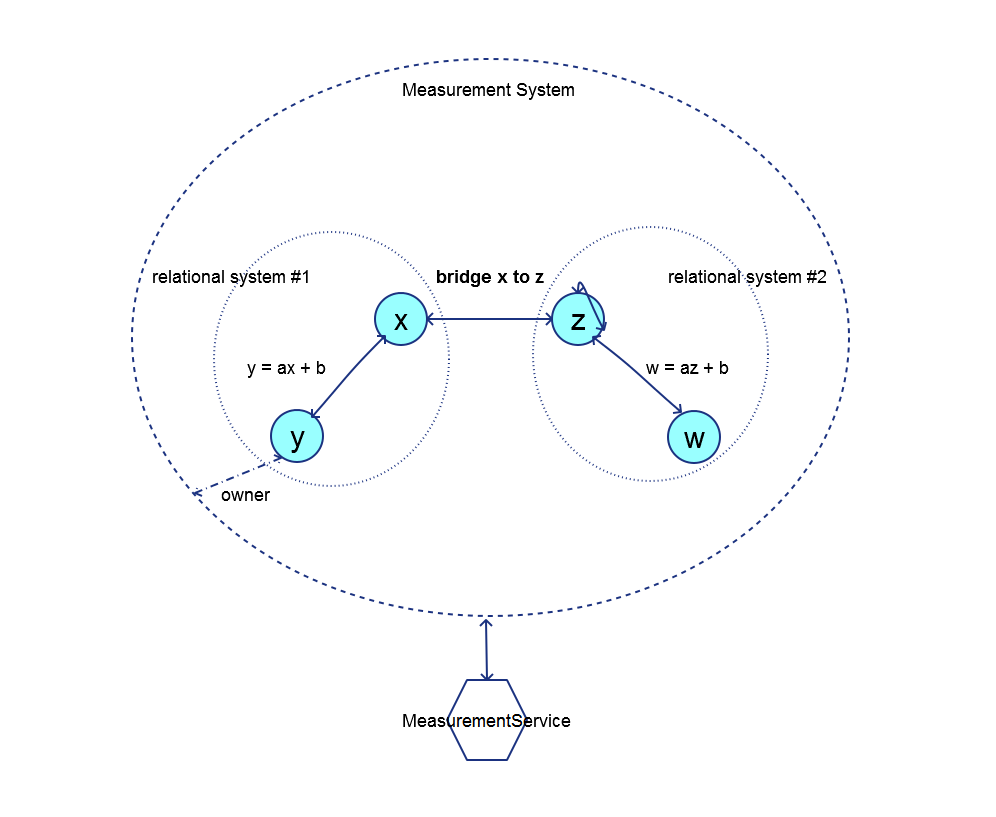 Measurement System
relational system #1
bridge x to z
relational system #2
x
z
y = ax + b
w = az + b
y
w
owner
MeasurementService